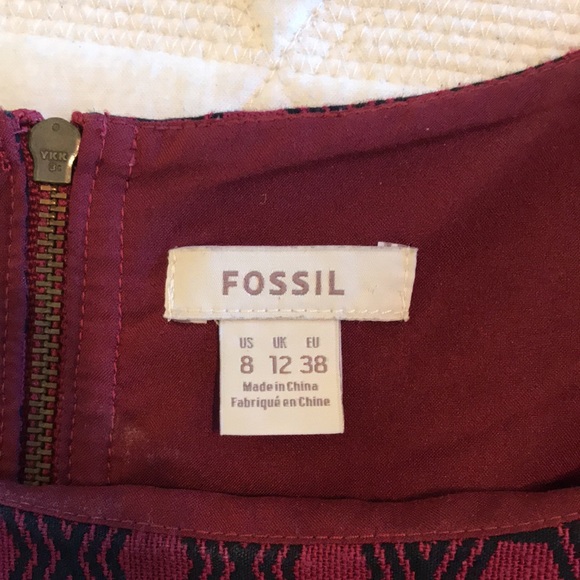 YKK
FOSSIL
US UK EU
8 12 38
Made in China
Fabriqué en Chine